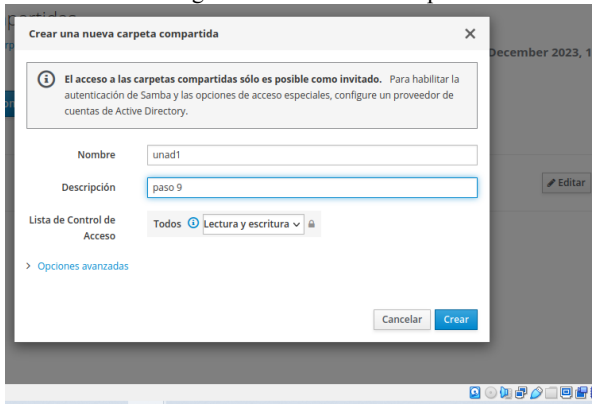 Crear una nueva carpeta compartida
December 2023, 1
El acceso a las carpetas compartidas sólo es posible como invitado. Para habilitar la
autenticación de Samba y las opciones de acceso especiales, configure un proveedor de
cuentas de Active Directory.
Nombre unad1
Descripción paso 9
Editar
Lista de Control de
Acceso
Todos Lectura y escritura
Opciones avanzadas
Cancelar Crear